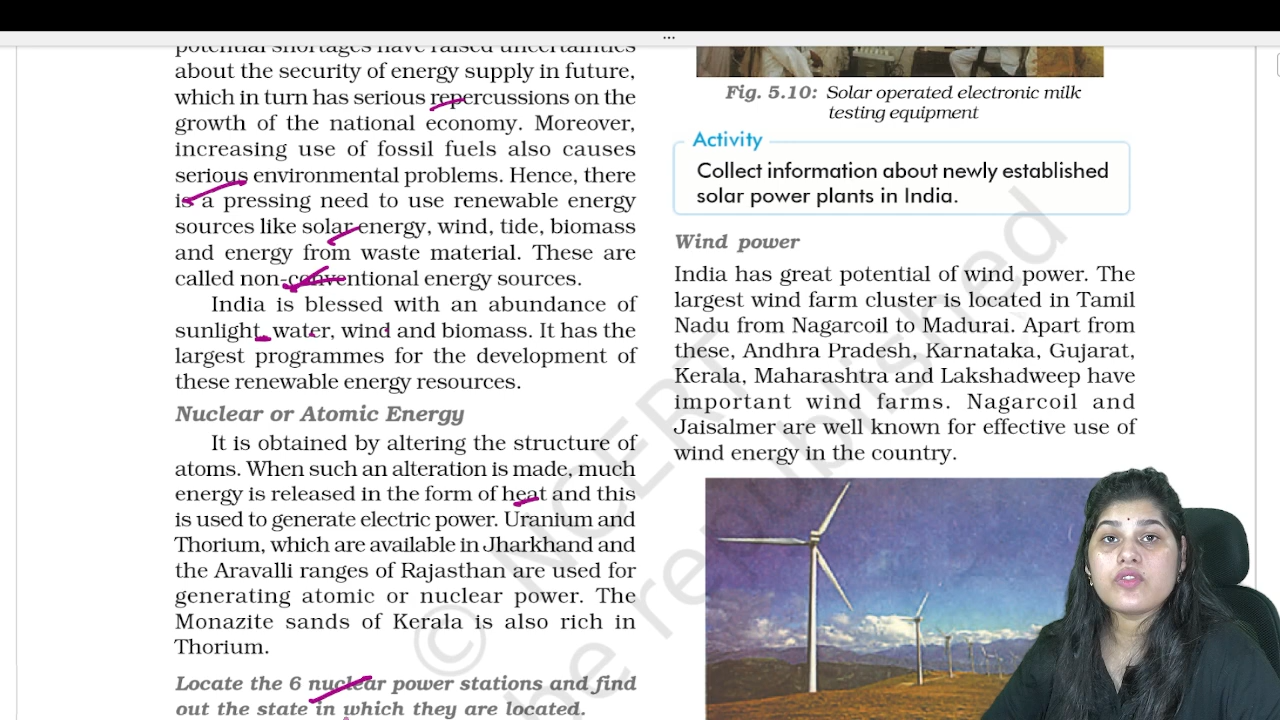 ...
potential shortages have raised uncertainties
about the security of energy supply in future,
which in turn has serious repercussions on the
growth of the national economy. Moreover,
increasing use of fossil fuels also causes
serious environmental problems. Hence, there
is a pressing need to use renewable energy
sources like solar energy, wind, tide, biomass
and energy from waste material. These are
called non-conventional energy sources.
India is blessed with an abundance of
sunlight, water, wind and biomass. It has the
largest programmes for the development of
these renewable energy resources.
Nuclear or Atomic Energy
It is obtained by altering the structure of
atoms. When such an alteration is made, much
energy is released in the form of heat and this
is used to generate electric power. Uranium and
Thorium, which are available in Jharkhand and
the Aravalli ranges of Rajasthan are used for
generating atomic or nuclear power. The
Monazite sands of Kerala is also rich in
Thorium.
Locate the 6 nuclear power stations and find
out the state in which they are located.
Fig. 5.10: Solar operated electronic milk
testing equipment
Activity
Collect information about newly established
solar power plants in India.
Wind power
India has great potential of wind power. The
largest wind farm cluster is located in Tamil
Nadu from Nagarcoil to Madurai. Apart from
these, Andhra Pradesh, Karnataka, Gujarat,
Kerala, Maharashtra and Lakshadweep have
important wind farms. Nagarcoil and
Jaisalmer are well known for effective use of
wind energy in the country.
© NCERT
be republished